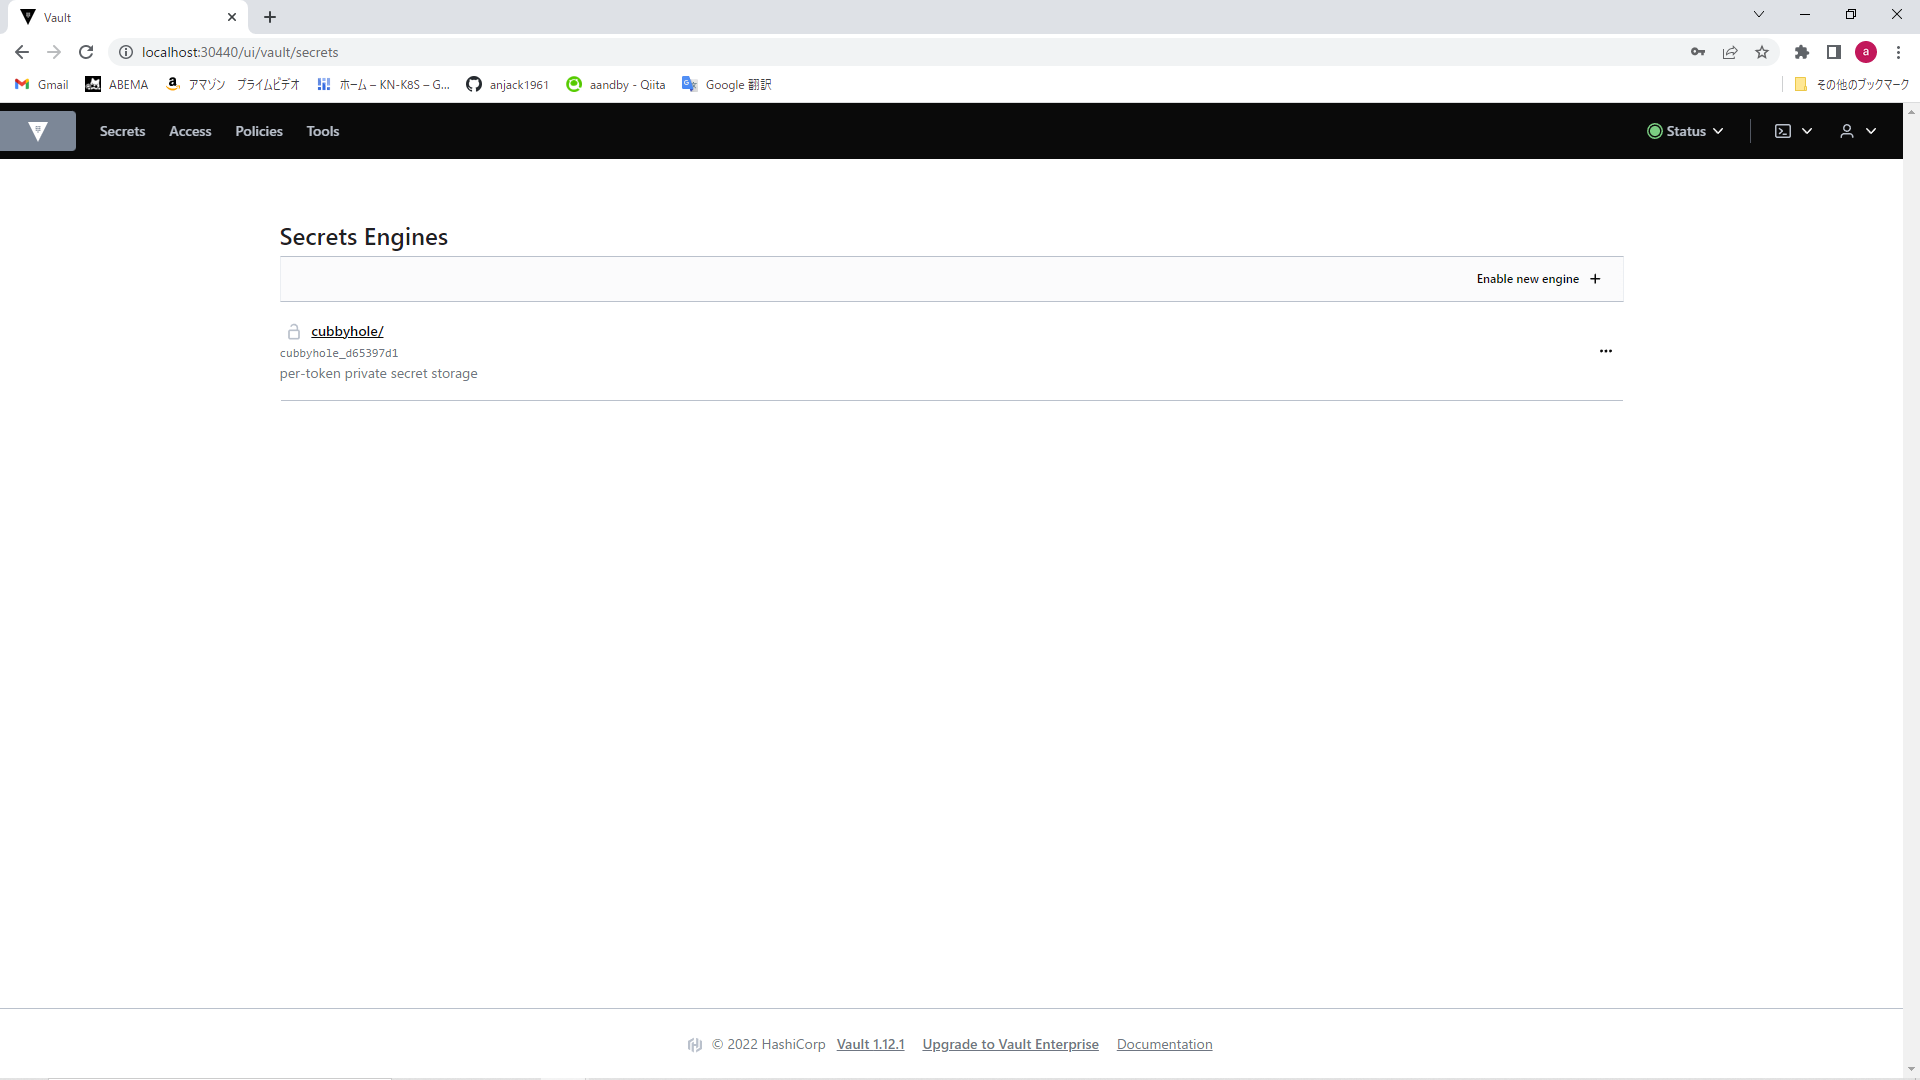 Vault
localhost:30440/ui/vault/secrets
a
Gmail ABEMA アマゾン プライムビデオ ホーム – KN-K8S – G... anjack1961 aandby - Qiita Google 翻訳 その他のブックマーク
Secrets Access Policies Tools Status
Secrets Engines
Enable new engine
cubbyhole/
cubbyhole_d65397d1
per-token private secret storage
© 2022 HashiCorp Vault 1.12.1 Upgrade to Vault Enterprise Documentation